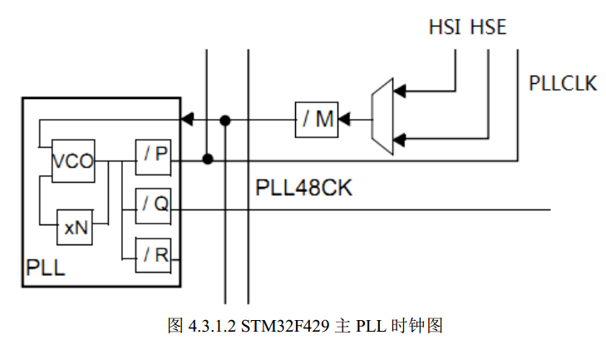 HSI HSE
PLLCLK
/ M
VCO
/ P
PLL48CK
/ Q
xN
/ R
PLL
图 4.3.1.2 STM32F429 主 PLL 时钟图